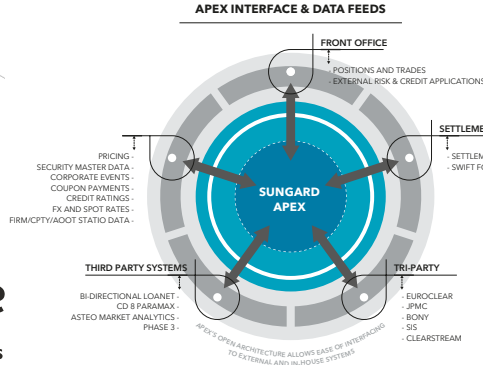 APEX INTERFACE & DATA FEEDS
FRONT OFFICE
- POSITIONS AND TRADES
- EXTERNAL RISK & CREDIT APPLICATIONS
PRICING -
SECURITY MASTER DATA -
CORPORATE EVENTS -
COUPON PAYMENTS -
CREDIT RATINGS -
FX AND SPOT RATES -
FIRM/CPTY/AOOT STATIO DATA -
SUNGARD
APEX
THIRD PARTY SYSTEMS
BI-DIRECTIONAL LOANET -
CD 8 PARAMAX -
ASTEO MARKET ANALYTICS -
PHASE 3 -
TRI-PARTY
- EUROCLEAR
- JPMC
- BONY
- SIS
- CLEARSTREAM
APEX'S OPEN ARCHITECTURE ALLOWS EASE OF INTERFACING
TO EXTERNAL AND IN-HOUSE SYSTEMS